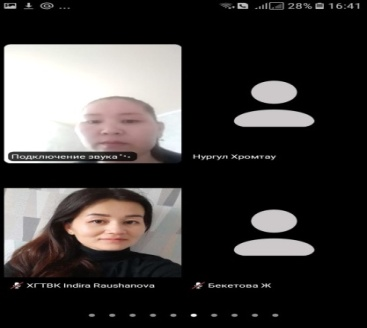 28% 16:41
Подключение звука
Нургул Хромтау
ХГТВК Indira Raushanova
Бекетова Ж